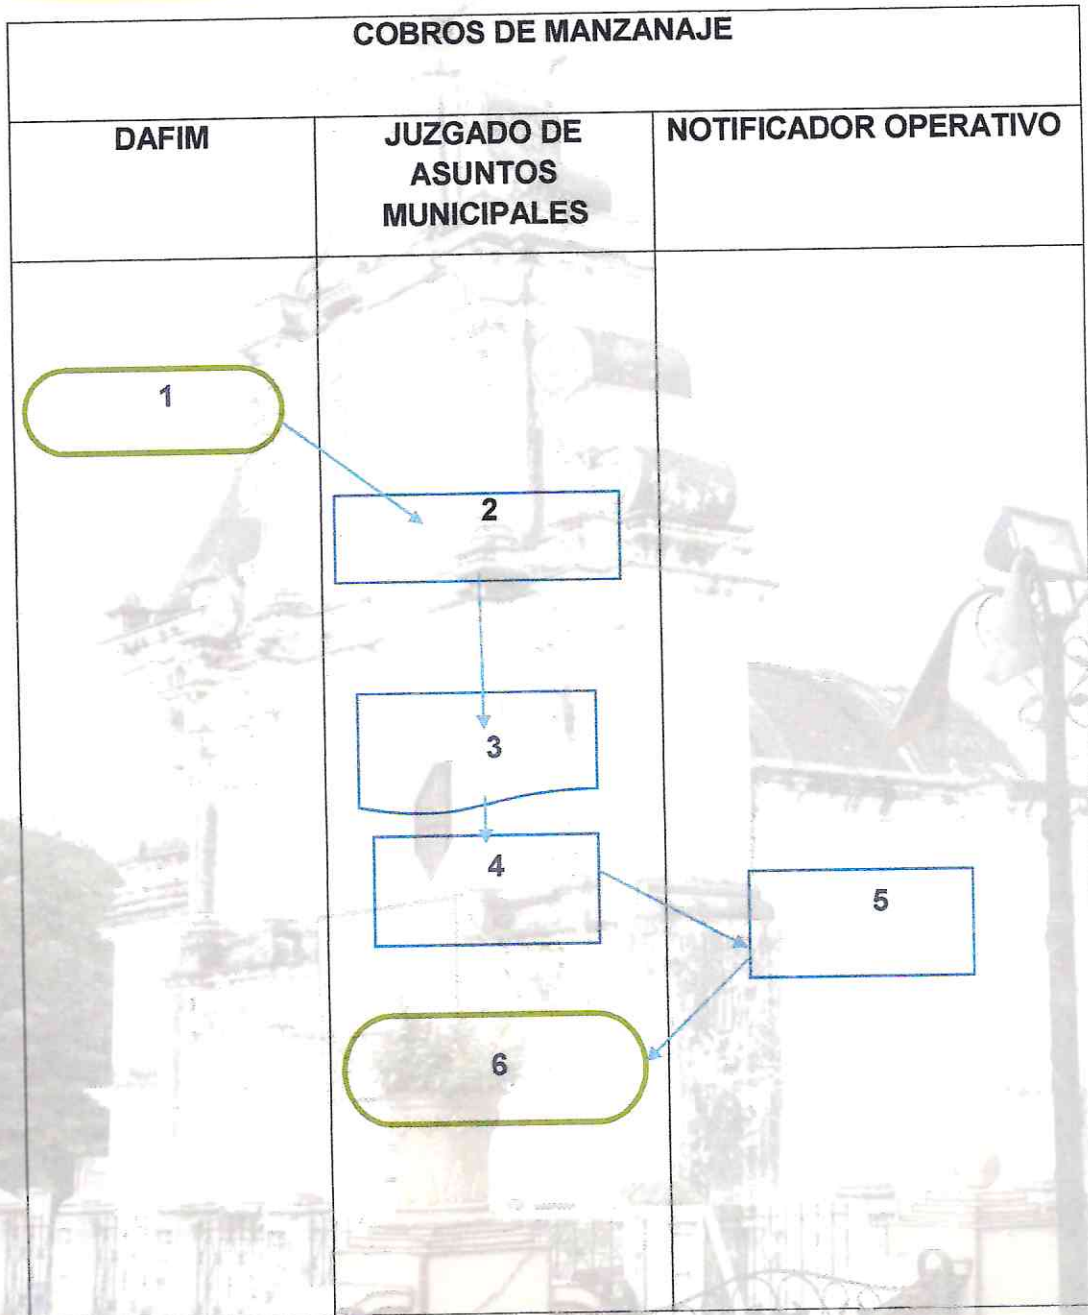 COBROS DE MANZANAJE
DAFIM
JUZGADO DE
ASUNTOS
MUNICIPALES
NOTIFICADOR OPERATIVO
1
2
3
4
5
6